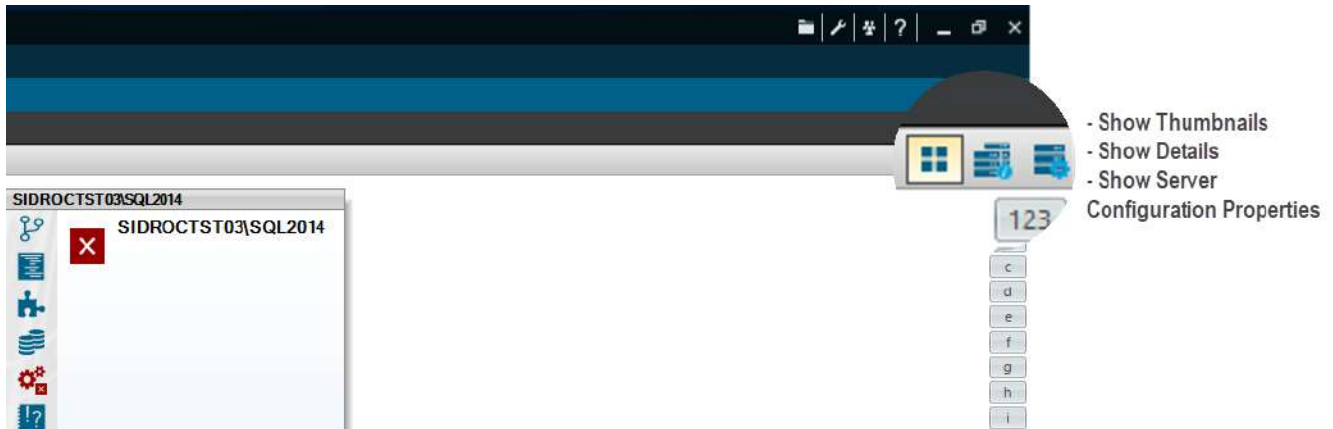 ?
- Show Thumbnails
- Show Details
- Show Server
Configuration Properties
SIDROCTST03\SQL2014
SIDROCTST03\SQL2014
123
c
d
e
f
g
h
i
!?